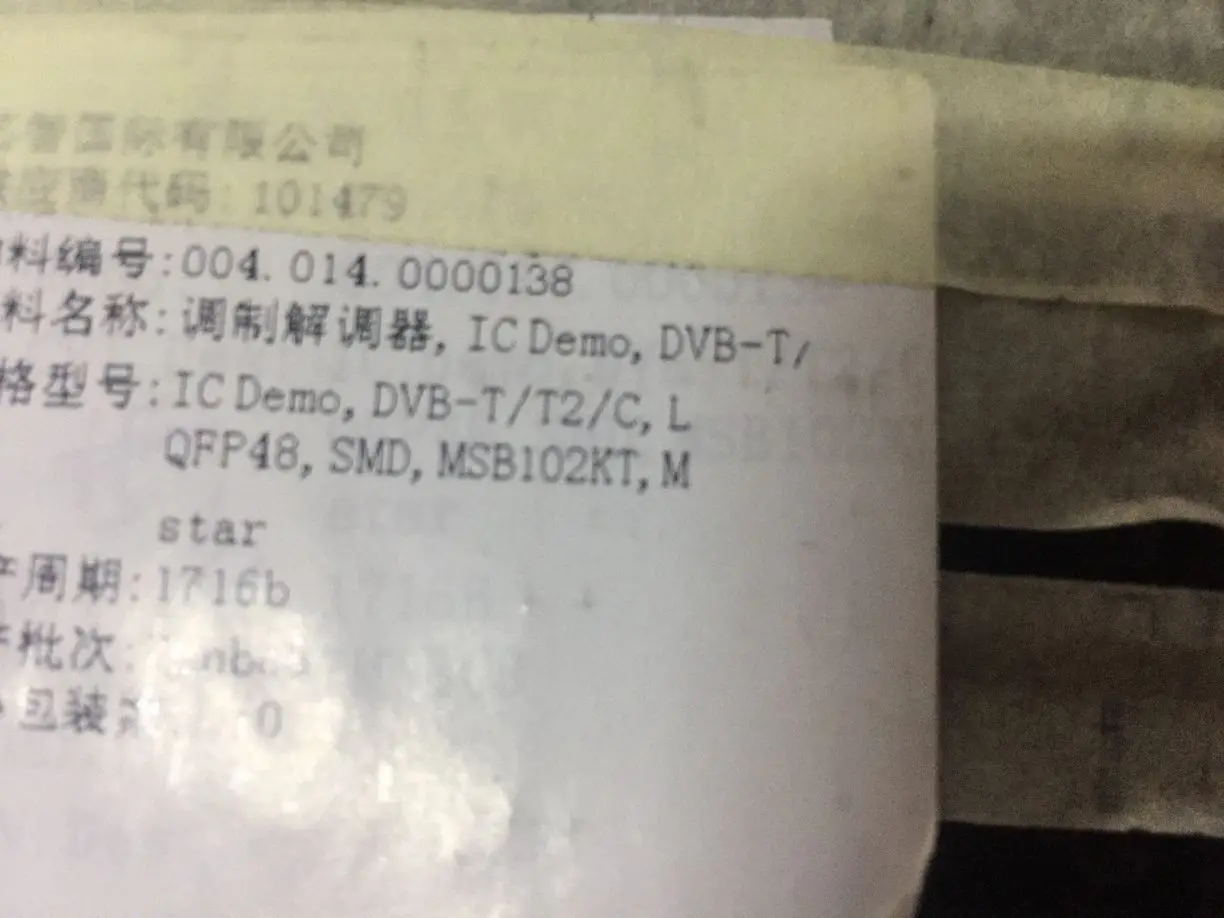 国际有限公司
应商代码: 101479
料编号:004.014.0000138
料名称:调制解调器, IC Demo, DVB-T/
格型号:IC Demo, DVB-T/T2/C, L
QFP48, SMD, MSB102KT, M
star
周期:1716b
批次:
包装